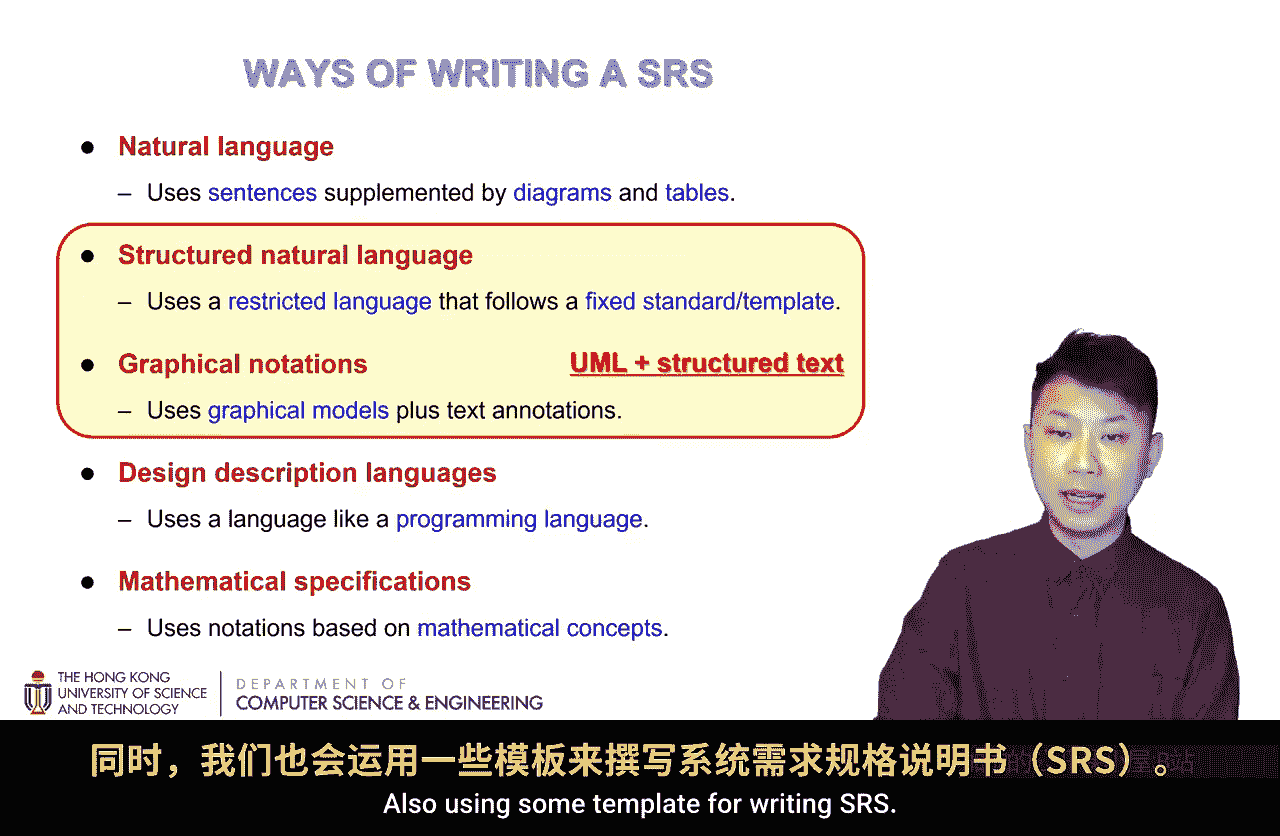 WAYS OF WRITING A SRS
● Natural language
– Uses sentences supplemented by diagrams and tables.
● Structured natural language
– Uses a restricted language that follows a fixed standard/template.
● Graphical notations UML + structured text
– Uses graphical models plus text annotations.
● Design description languages
– Uses a language like a programming language.
● Mathematical specifications
– Uses notations based on mathematical concepts.
THE HONG KONG
UNIVERSITY OF SCIENCE
AND TECHNOLOGY
DEPARTMENT OF
COMPUTER SCIENCE & ENGINEERING
同时，我们也会运用一些模板来撰写系统需求规格说明书（SRS）。
Also using some template for writing SRS.